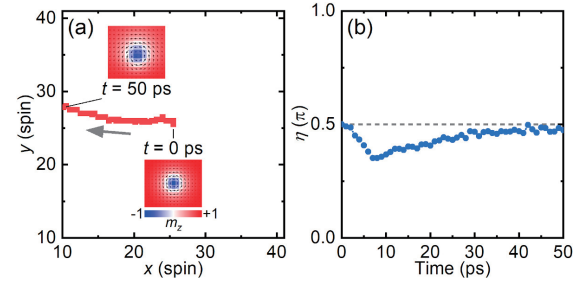 (a)
40
30
20
10
y (spin)
t = 50 ps
t = 0 ps
-1 +1
m_z
10 20 30 40
x (spin)
(b)
1.0
0.5
0.0
η (π)
0 10 20 30 40 50
Time (ps)